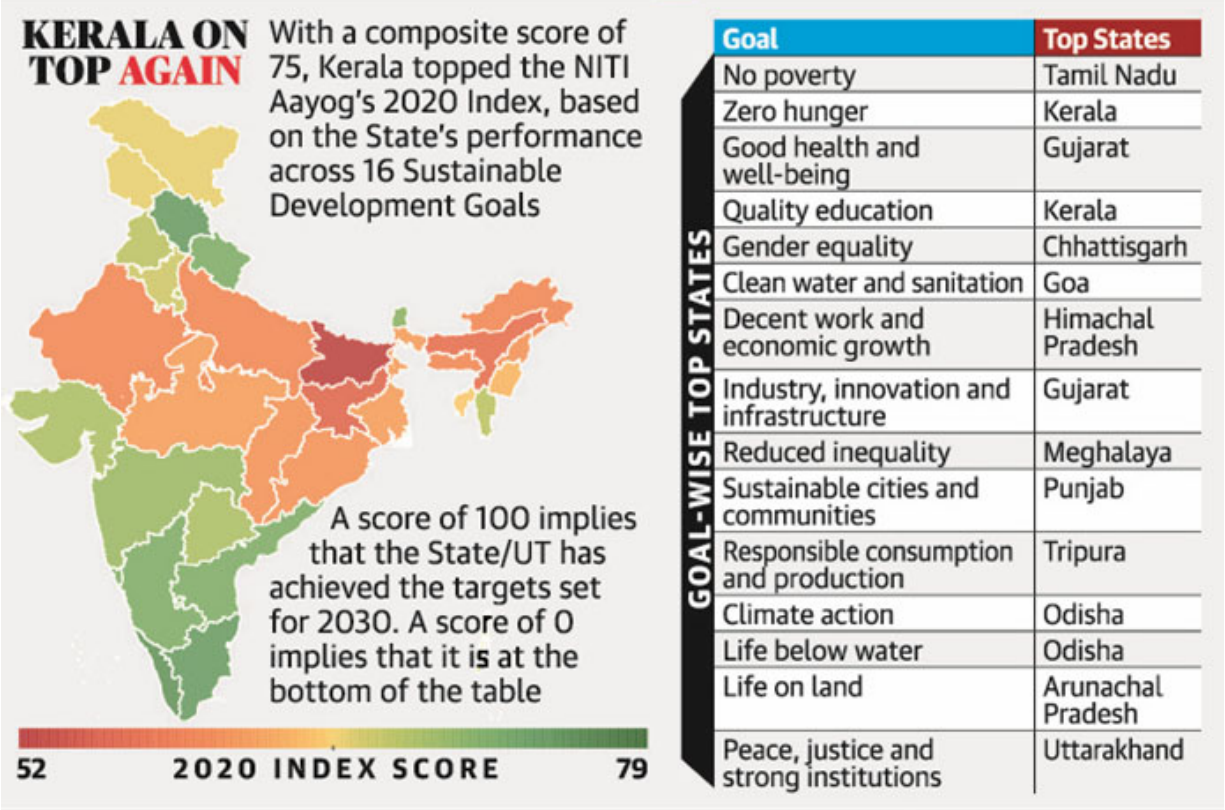 KERALA ON
TOP AGAIN
With a composite score of
75, Kerala topped the NITI
Aayog's 2020 Index, based
on the State's performance
across 16 Sustainable
Development Goals
A score of 100 implies
that the State/UT has
achieved the targets set
for 2030. A score of 0
implies that it is at the
bottom of the table
52 2020 INDEX SCORE 79
GOAL-WISE TOP STATES
Goal Top States
No poverty Tamil Nadu
Zero hunger Kerala
Good health and Gujarat
well-being
Quality education Kerala
Gender equality Chhattisgarh
Clean water and sanitation Goa
Decent work and Himachal
economic growth Pradesh
Industry, innovation and Gujarat
infrastructure
Reduced inequality Meghalaya
Sustainable cities and Punjab
communities
Responsible consumption Tripura
and production
Climate action Odisha
Life below water Odisha
Life on land Arunachal
Pradesh
Peace, justice and Uttarakhand
strong institutions